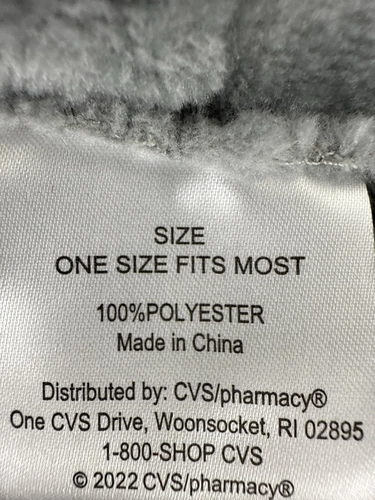 SIZE
ONE SIZE FITS MOST
100%POLYESTER
Made in China
Distributed by: CVS/pharmacy®
One CVS Drive, Woonsocket, RI 02895
1-800-SHOP CVS
© 2022 CVS/pharmacy®